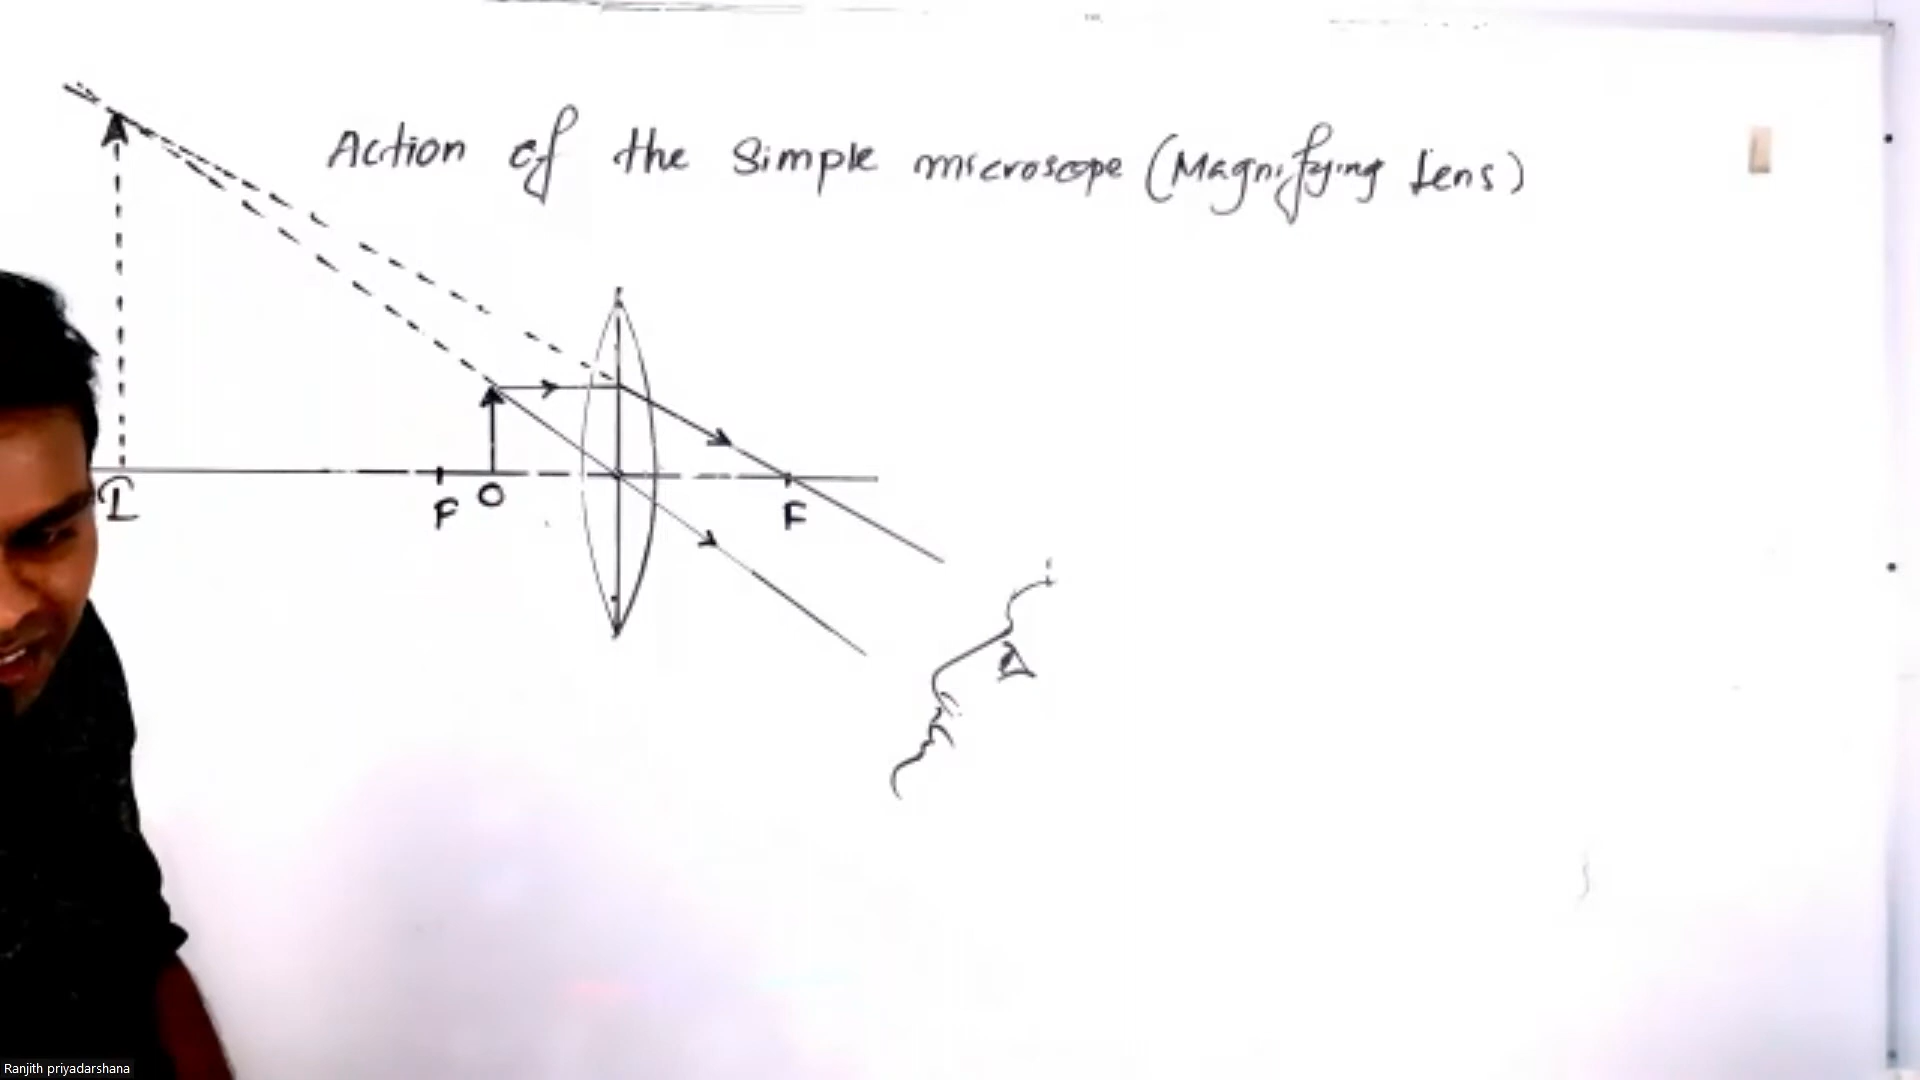 Action of the Simple microscope (Magnifying Lens)
I
F
O
F
Ranjith priyadarshana